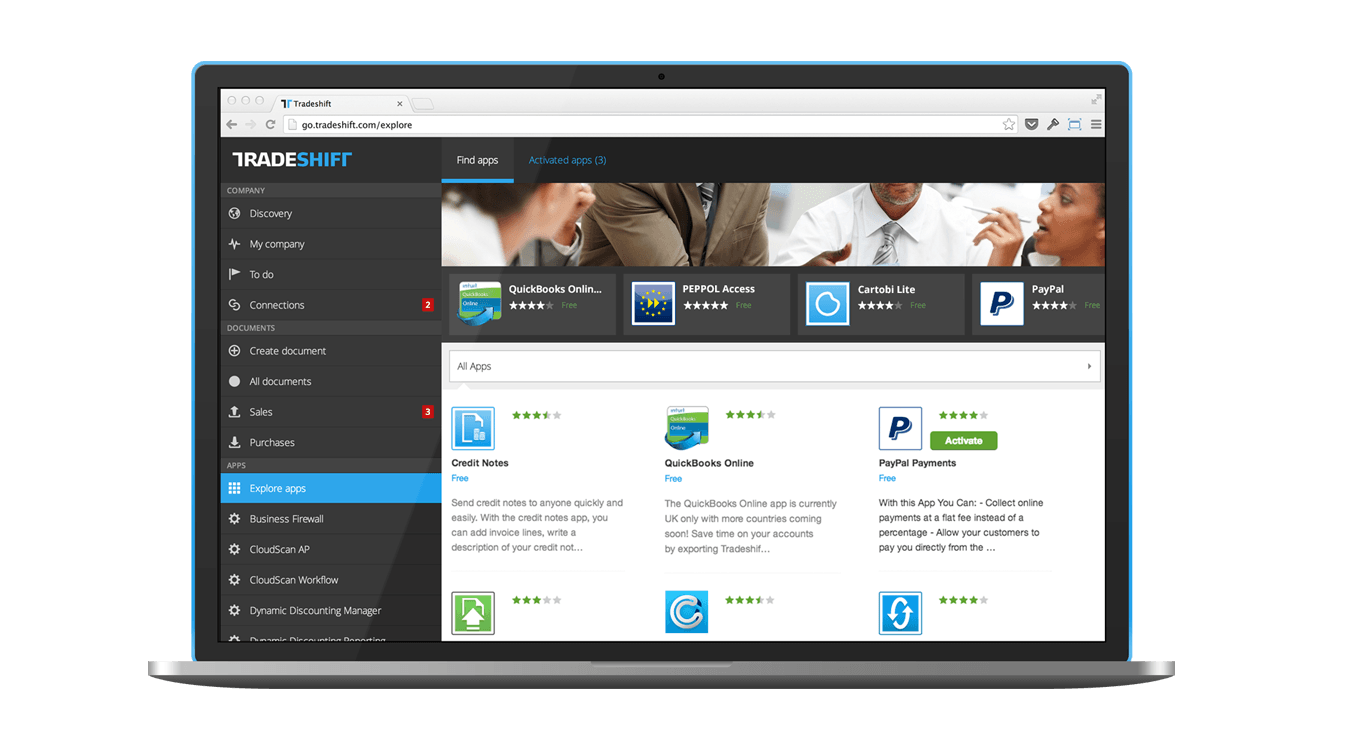 Tradeshift
go.tradeshift.com/explore
TRADESHIFT
COMPANY
Discovery
My company
To do
Connections 2
DOCUMENTS
Create document
All documents
Sales 3
Purchases
APPS
Explore apps
Business Firewall
CloudScan AP
CloudScan Workflow
Dynamic Discounting Manager
Dynamic Discounting Reporting
Find apps Activated apps (3)
QuickBooks Onlin...
Free
PEPPOL Access
Free
Cartobi Lite
Free
PayPal
Free
All Apps
Credit Notes
Free
Send credit notes to anyone quickly and
easily. With the credit notes app, you
can add invoice lines, write a
description of your credit not...
intuit
QuickBooks
Online
QuickBooks Online
Free
The QuickBooks Online app is currently
UK only with more countries coming
soon! Save time on your accounts
by exporting Tradeshif...
Activate
PayPal Payments
Free
With this App You Can: - Collect online
payments at a flat fee instead of a
percentage - Allow your customers to
pay you directly from the ...